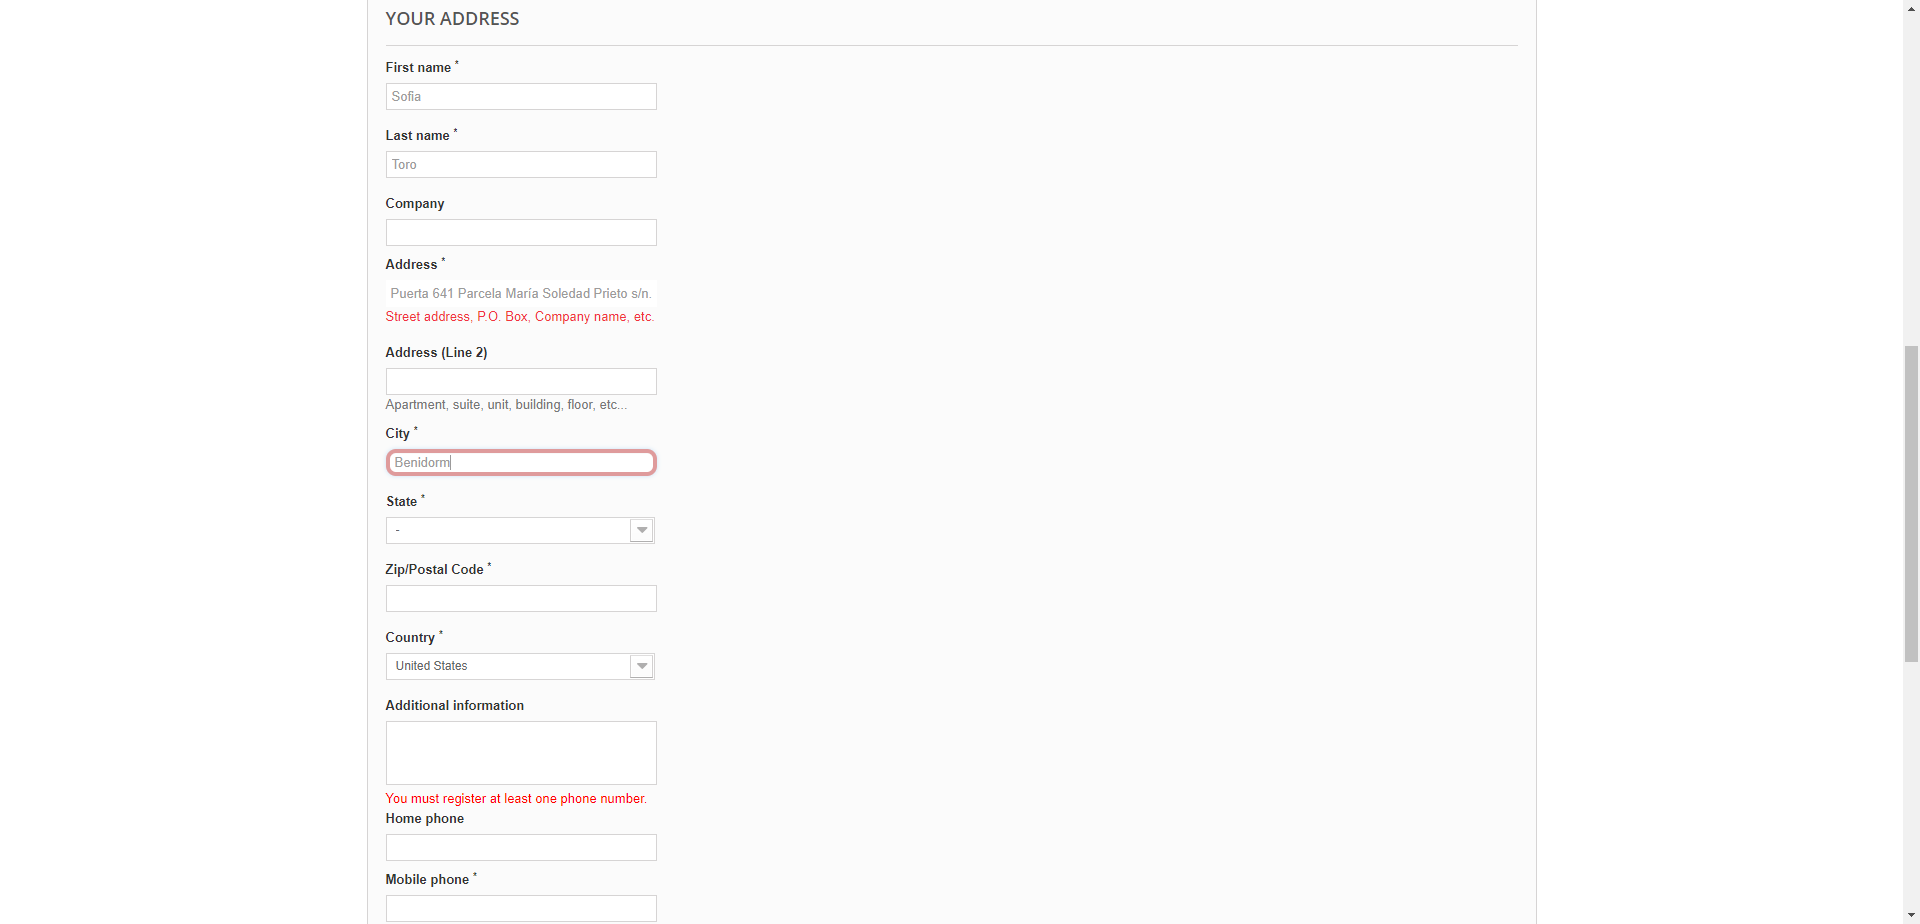 YOUR ADDRESS
First name *
Sofia
Last name *
Toro
Company
Address *
Puerta 641 Parcela María Soledad Prieto s/n.
Street address, P.O. Box, Company name, etc.
Address (Line 2)
Apartment, suite, unit, building, floor, etc...
City *
Benidorm
State *
-
Zip/Postal Code *
Country *
United States
Additional information
You must register at least one phone number.
Home phone
Mobile phone *